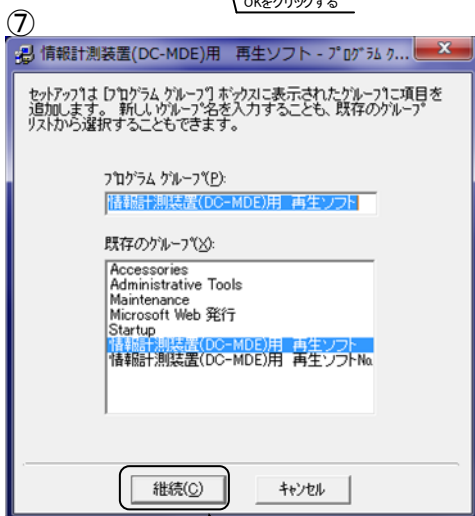 OKをクリックする
⑦
情報計測装置(DC-MDE)用 再生ソフト - ﾌﾟﾛｸﾞﾗﾑ ｸ...
ｾｯﾄｱｯﾌﾟは [ﾌﾟﾛｸﾞﾗﾑ ｸﾞﾙｰﾌﾟ] ﾎﾞｯｸｽに表示されたｸﾞﾙｰﾌﾟに項目を
追加します。 新しいｸﾞﾙｰﾌﾟ名を入力することも、既存のｸﾞﾙｰﾌﾟ
ﾘｽﾄから選択することもできます。
ﾌﾟﾛｸﾞﾗﾑ ｸﾞﾙｰﾌﾟ(P):
情報計測装置(DC-MDE)用 再生ソフト
既存のｸﾞﾙｰﾌﾟ(X):
Accessories
Administrative Tools
Maintenance
Microsoft Web 発行
Startup
情報計測装置(DC-MDE)用 再生ソフト
情報計測装置(DC-MDE)用 再生ソフトNo.
継続(C)
ｷｬﾝｾﾙ